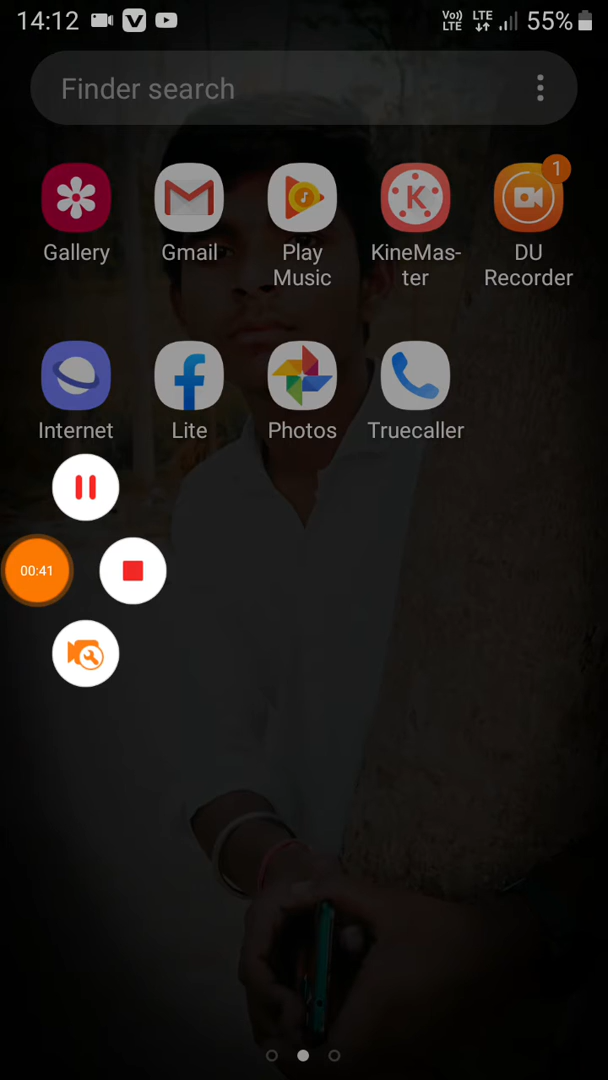 14:12
Vo)) LTE
LTE
55%
Finder search
1
Gallery
Gmail
Play Music
KineMas-
ter
DU
Recorder
Internet
Lite
Photos
Truecaller
00:41